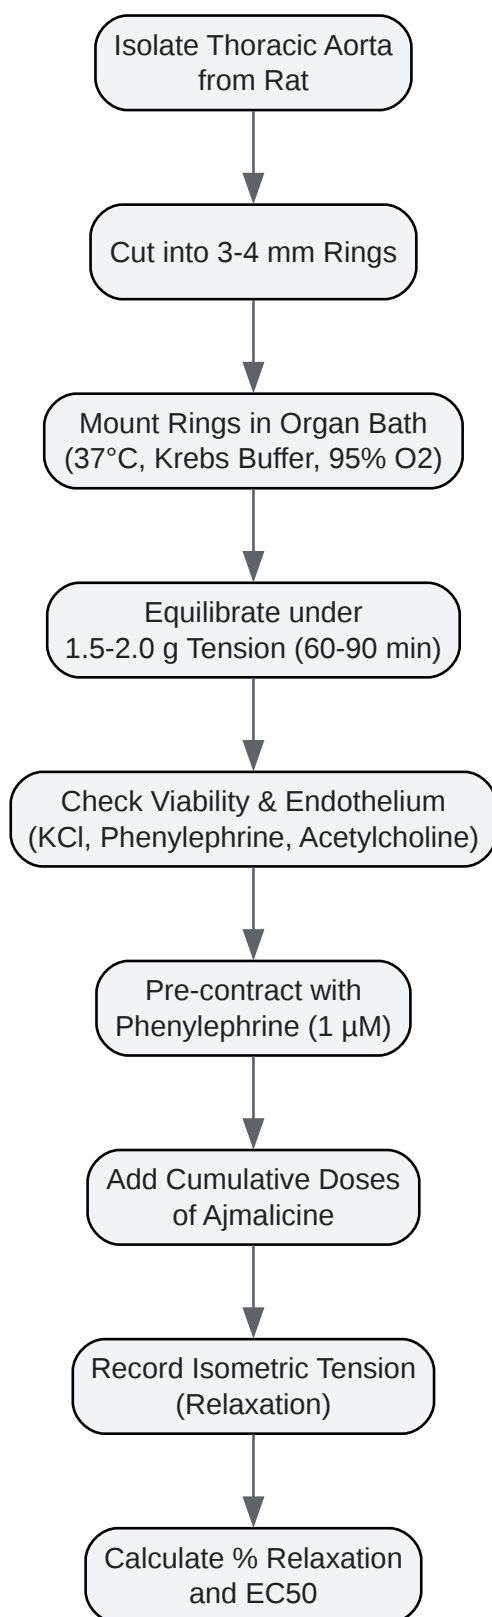 Isolate Thoracic Aorta
from Rat
Cut into 3-4 mm Rings
Mount Rings in Organ Bath
(37°C, Krebs Buffer, 95% O2)
Equilibrate under
1.5-2.0 g Tension (60-90 min)
Check Viability & Endothelium
(KCl, Phenylephrine, Acetylcholine)
Pre-contract with
Phenylephrine (1 µM)
Add Cumulative Doses
of Ajmalicine
Record Isometric Tension
(Relaxation)
Calculate % Relaxation
and EC50